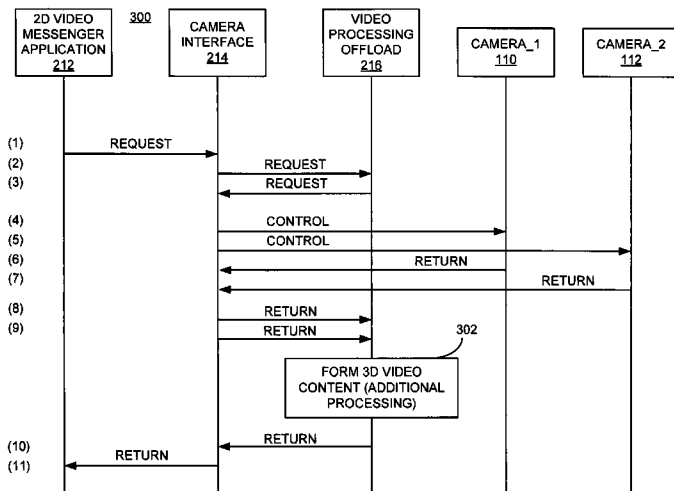 2D VIDEO
MESSENGER
APPLICATION
212
300
CAMERA
INTERFACE
214
VIDEO
PROCESSING
OFFLOAD
216
CAMERA_1
110
CAMERA_2
112
(1) REQUEST
(2) REQUEST
(3) REQUEST
(4) CONTROL
(5) CONTROL
(6) RETURN
(7) RETURN
(8) RETURN
(9) RETURN
302
FORM 3D VIDEO
CONTENT (ADDITIONAL
PROCESSING)
(10) RETURN
(11) RETURN